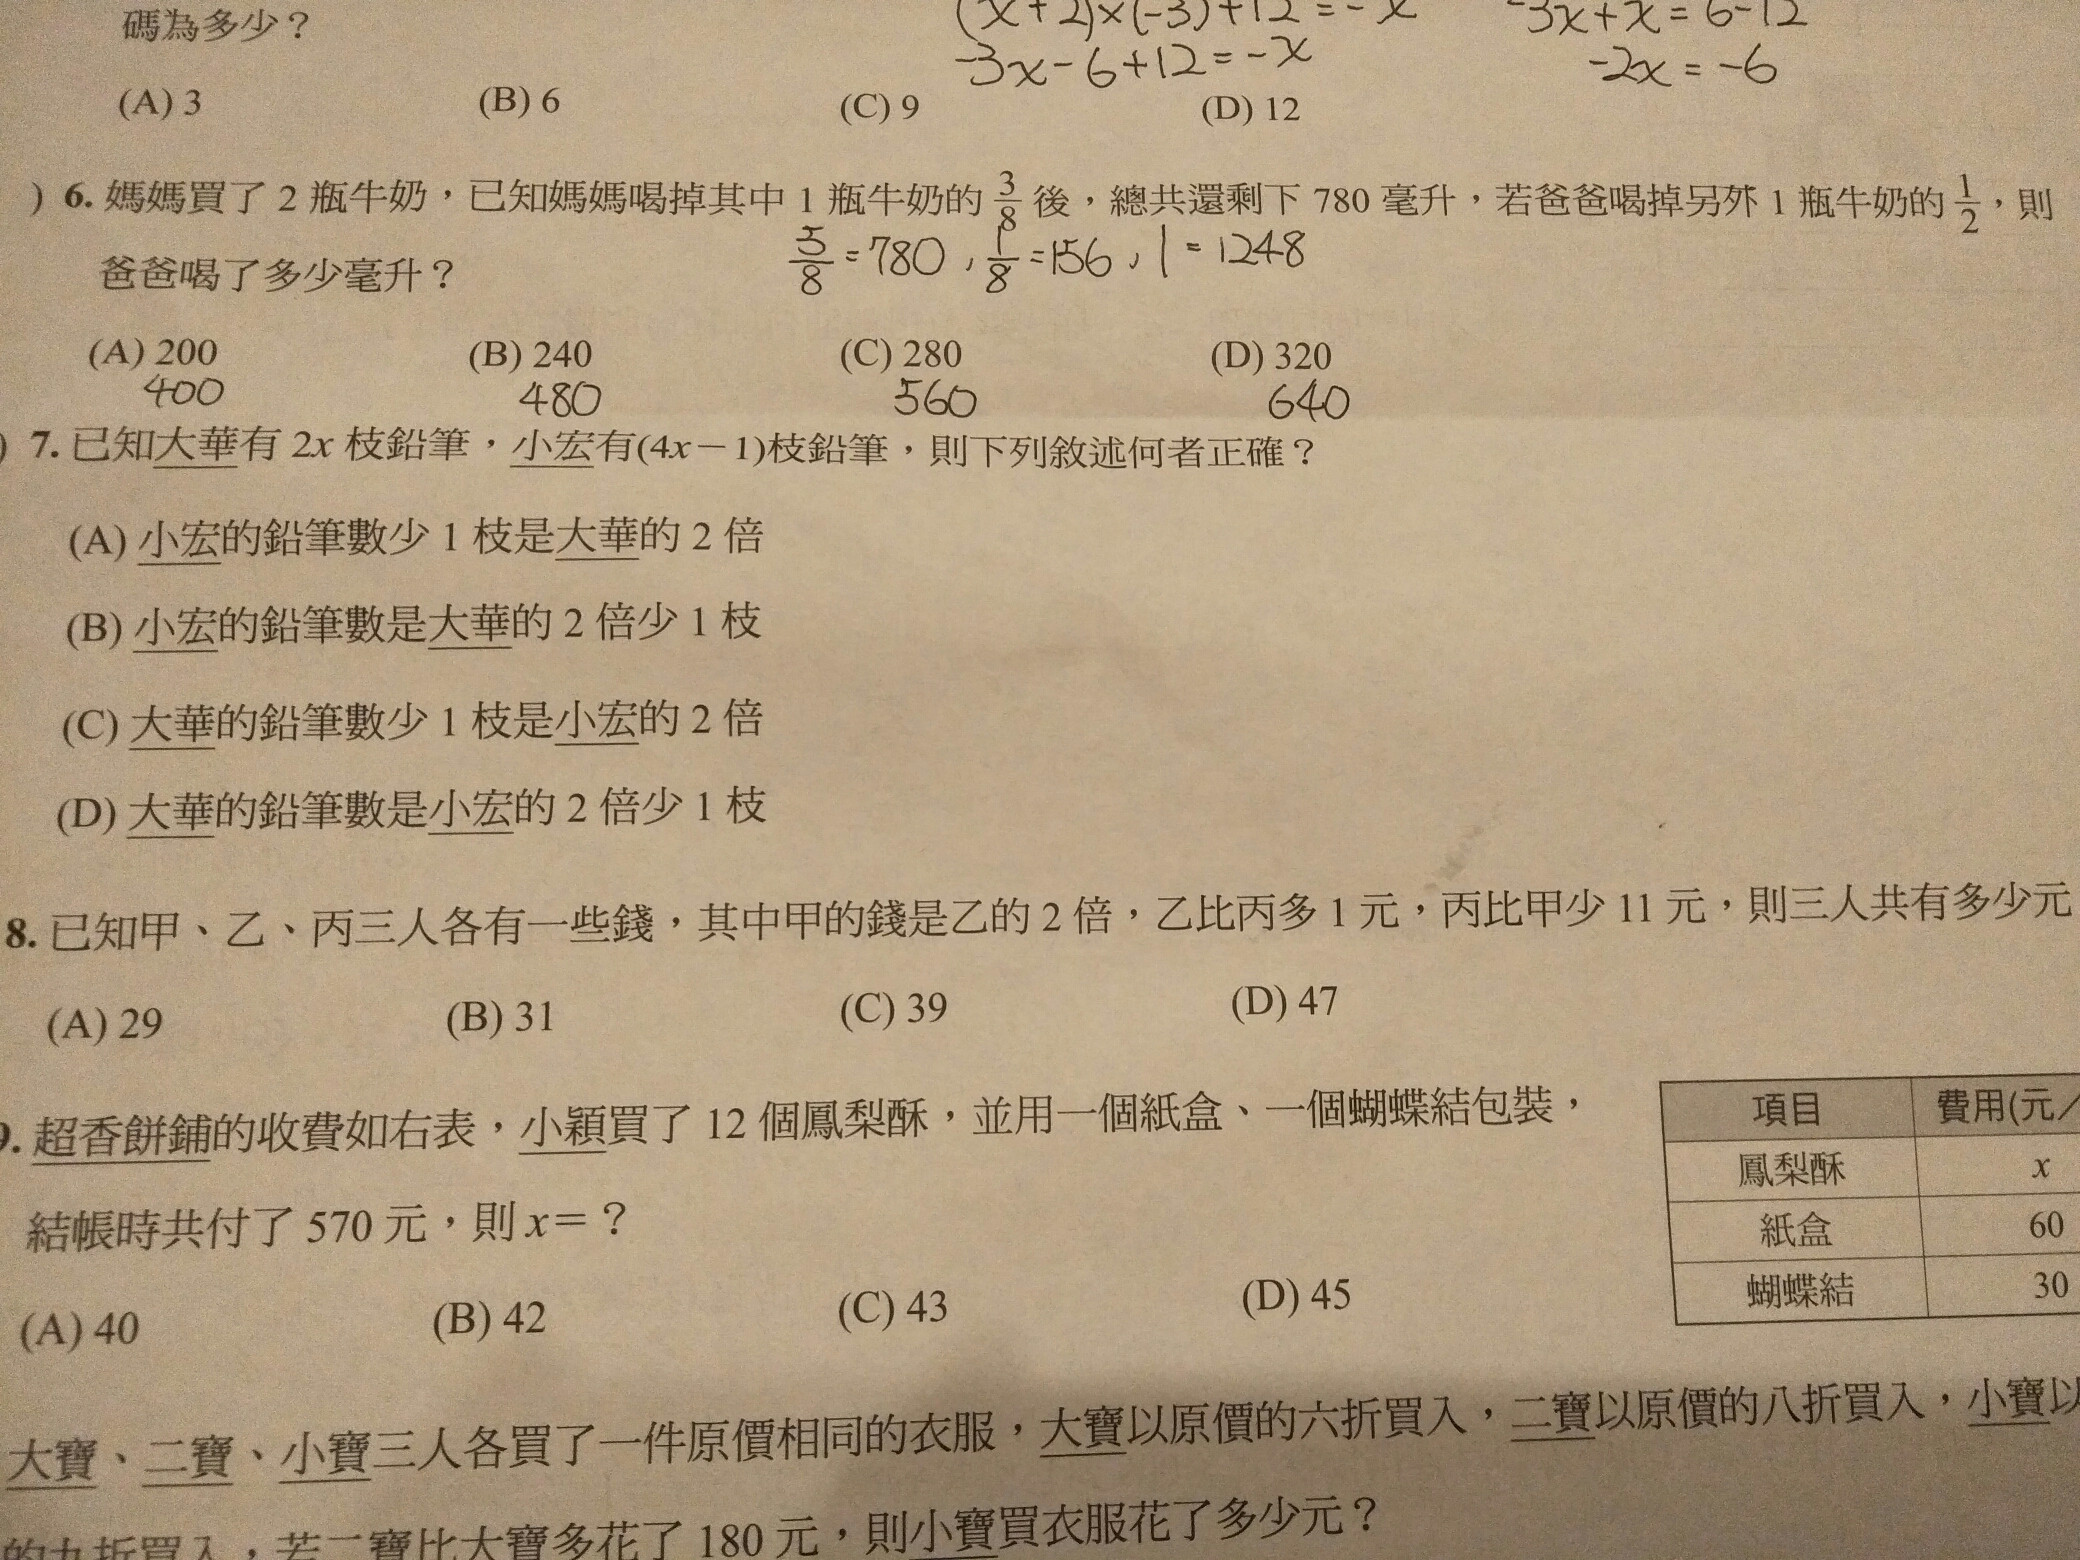 碼為多少？
(x+2)×(-3)+12=-x
-3x+x=6-12
-3x-6+12=-x
-2x=-6
(A) 3 (B) 6 (C) 9 (D) 12
) 6. 媽媽買了 2 瓶牛奶，已知媽媽喝掉其中 1 瓶牛奶的 3/8 後，總共還剩下 780 毫升，若爸爸喝掉另外 1 瓶牛奶的 1/2，則
爸爸喝了多少毫升？
5/8=780，1/8=156，1=1248
(A) 200 (B) 240 (C) 280 (D) 320
400 480 560 640
) 7. 已知大華有 2x 枝鉛筆，小宏有(4x－1)枝鉛筆，則下列敘述何者正確？
(A) 小宏的鉛筆數少 1 枝是大華的 2 倍
(B) 小宏的鉛筆數是大華的 2 倍少 1 枝
(C) 大華的鉛筆數少 1 枝是小宏的 2 倍
(D) 大華的鉛筆數是小宏的 2 倍少 1 枝
8. 已知甲、乙、丙三人各有一些錢，其中甲的錢是乙的 2 倍，乙比丙多 1 元，丙比甲少 11 元，則三人共有多少元
(A) 29 (B) 31 (C) 39 (D) 47
9. 超香餅鋪的收費如右表，小穎買了 12 個鳳梨酥，並用一個紙盒、一個蝴蝶結包裝，
結帳時共付了 570 元，則 x＝？
項目 費用(元／
鳳梨酥 x
紙盒 60
蝴蝶結 30
(A) 40 (B) 42 (C) 43 (D) 45
大寶、二寶、小寶三人各買了一件原價相同的衣服，大寶以原價的六折買入，二寶以原價的八折買入，小寶以
的九折買入，若二寶比大寶多花了 180 元，則小寶買衣服花了多少元？